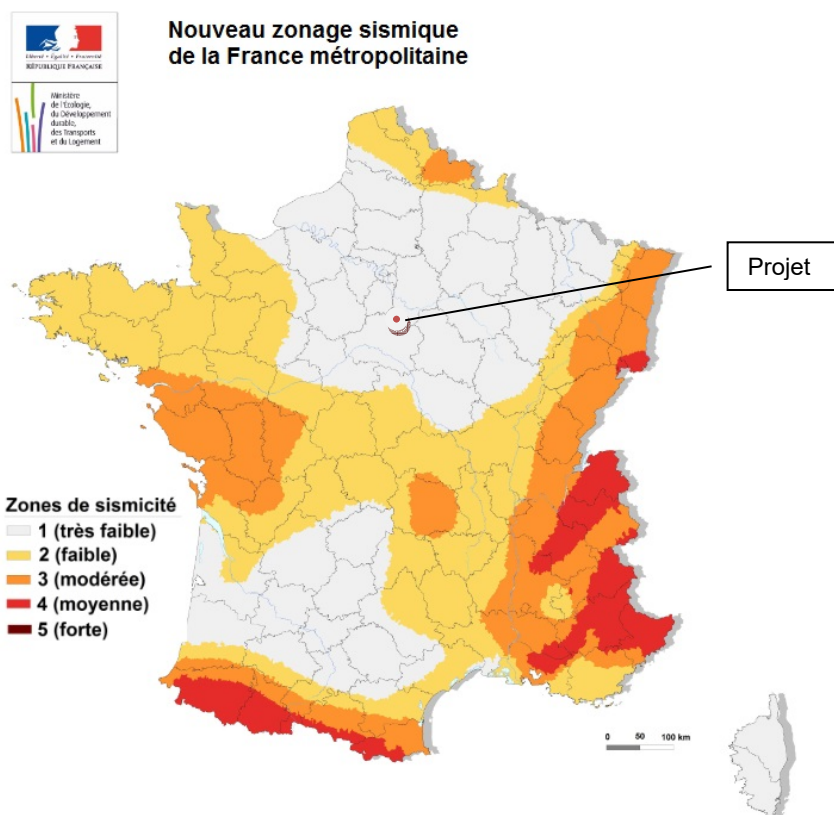 Nouveau zonage sismique
de la France métropolitaine
Liberté • Égalité • Fraternité
RÉPUBLIQUE FRANÇAISE
Ministère
de l'Écologie,
du Développement
durable,
des Transports
et du Logement
Projet
Zones de sismicité
1 (très faible)
2 (faible)
3 (modérée)
4 (moyenne)
5 (forte)
0 50 100 km